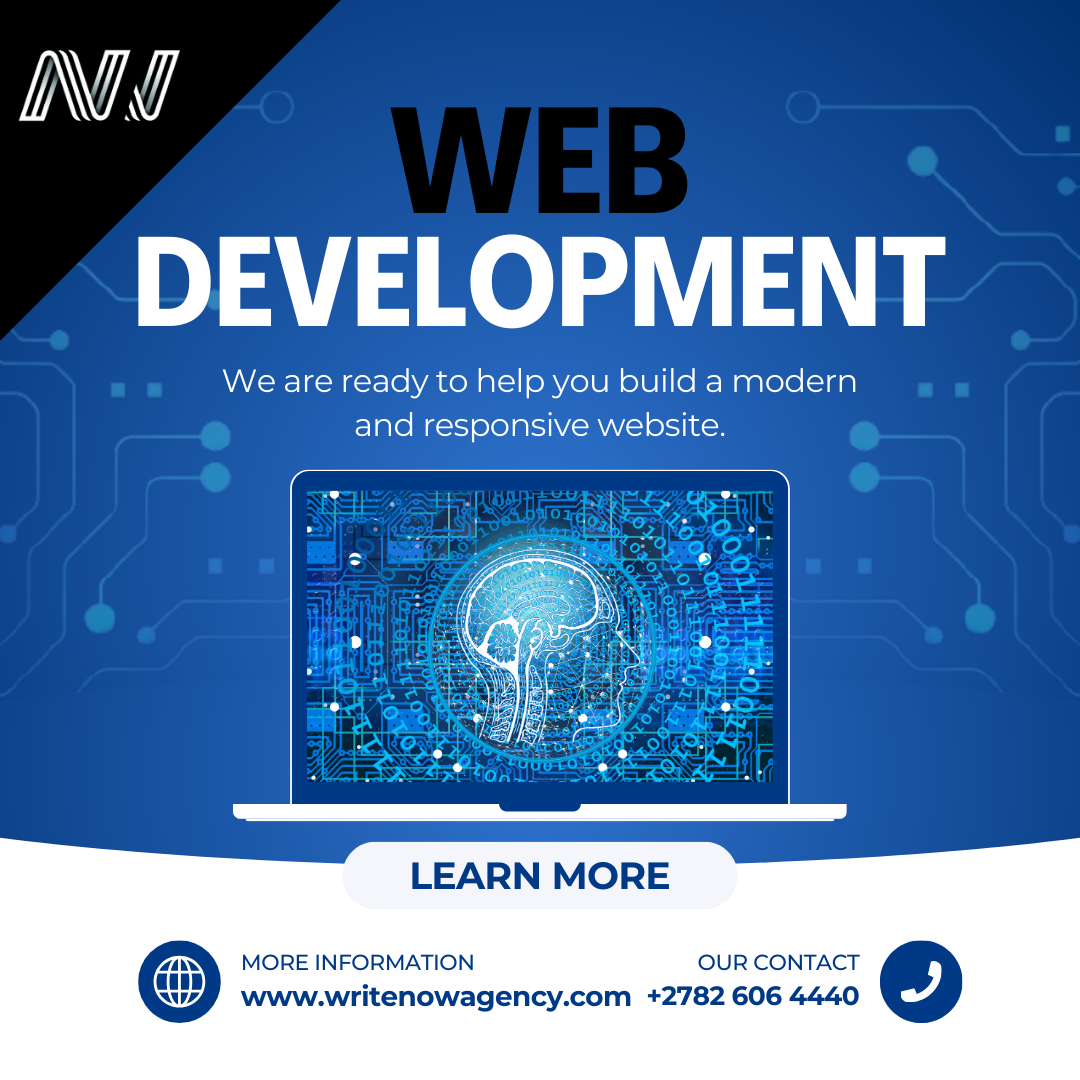 WEB
DEVELOPMENT
We are ready to help you build a modern
and responsive website.
LEARN MORE
MORE INFORMATION
www.writenowagency.com
OUR CONTACT
+2782 606 4440